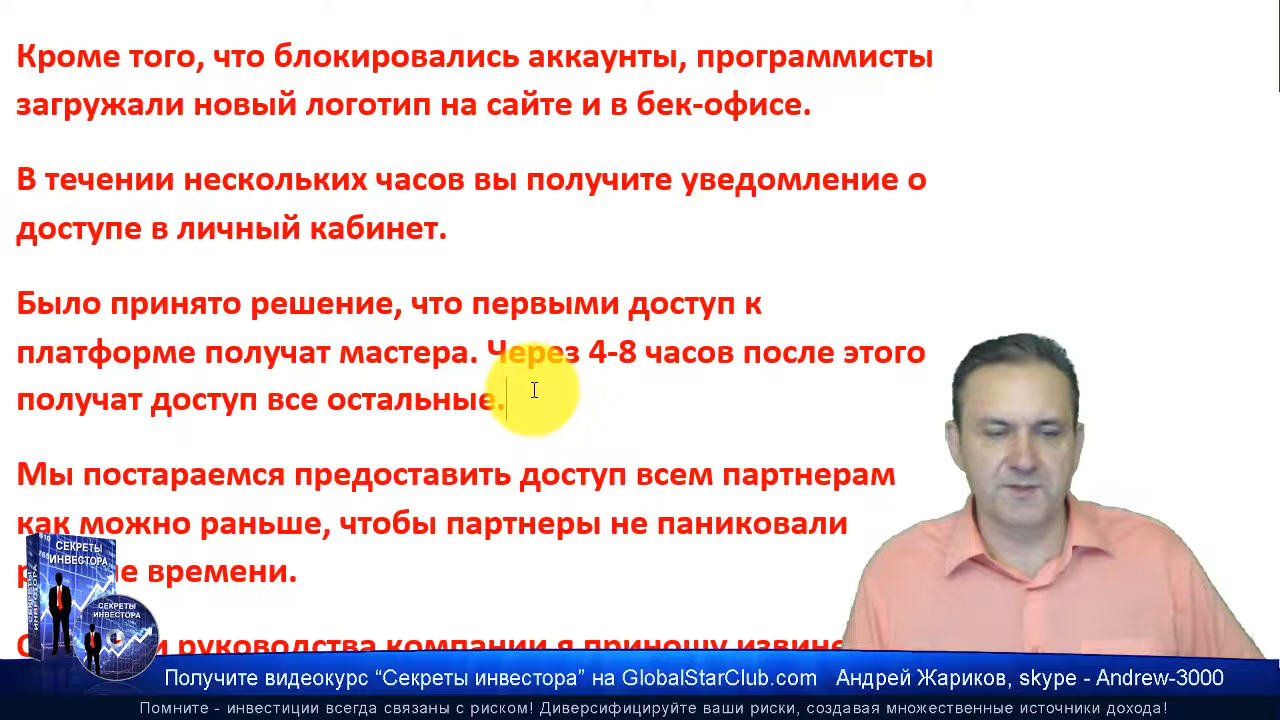 Кроме того, что блокировались аккаунты, программисты
загружали новый логотип на сайте и в бек-офисе.
В течении нескольких часов вы получите уведомление о
доступе в личный кабинет.
Было принято решение, что первыми доступ к
платформе получат мастера. Через 4-8 часов после этого
получат доступ все остальные.
Мы постараемся предоставить доступ всем партнерам
как можно раньше, чтобы партнеры не паниковали
времени.
руководства компании я приношу
СЕКРЕТЫ
ИНВЕСТОРА
СЕКРЕТЫ
ИНВЕСТОРА
Получите видеокурс “Секреты инвестора” на GlobalStarClub.com Андрей Жариков, skype - Andrew-3000
Помните - инвестиции всегда связаны с риском! Диверсифицируйте ваши риски, создавая множественные источники дохода!